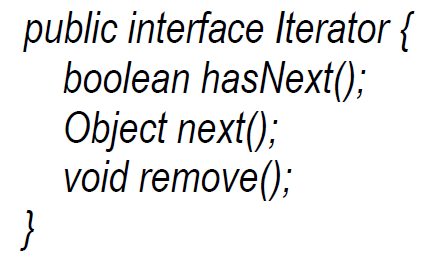 public interface Iterator {
boolean hasNext();
Object next();
void remove();
}